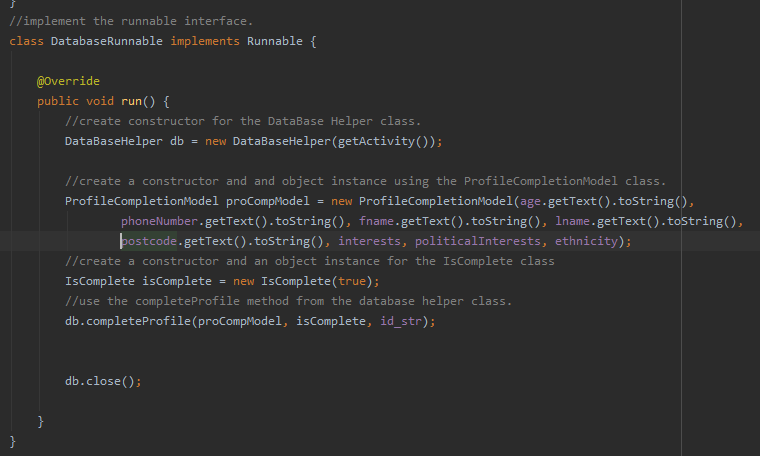 }
//implement the runnable interface.
class DatabaseRunnable implements Runnable {
@Override
public void run() {
//create constructor for the DataBase Helper class.
DataBaseHelper db = new DataBaseHelper(getActivity());
//create a constructor and and object instance using the ProfileCompletionModel class.
ProfileCompletionModel proCompModel = new ProfileCompletionModel(age.getText().toString(),
phoneNumber.getText().toString(), fname.getText().toString(), lname.getText().toString(),
postcode.getText().toString(), interests, politicalInterests, ethnicity);
//create a constructor and an object instance for the IsComplete class
IsComplete isComplete = new IsComplete(true);
//use the completeProfile method from the database helper class.
db.completeProfile(proCompModel, isComplete, id_str);
db.close();
}
}